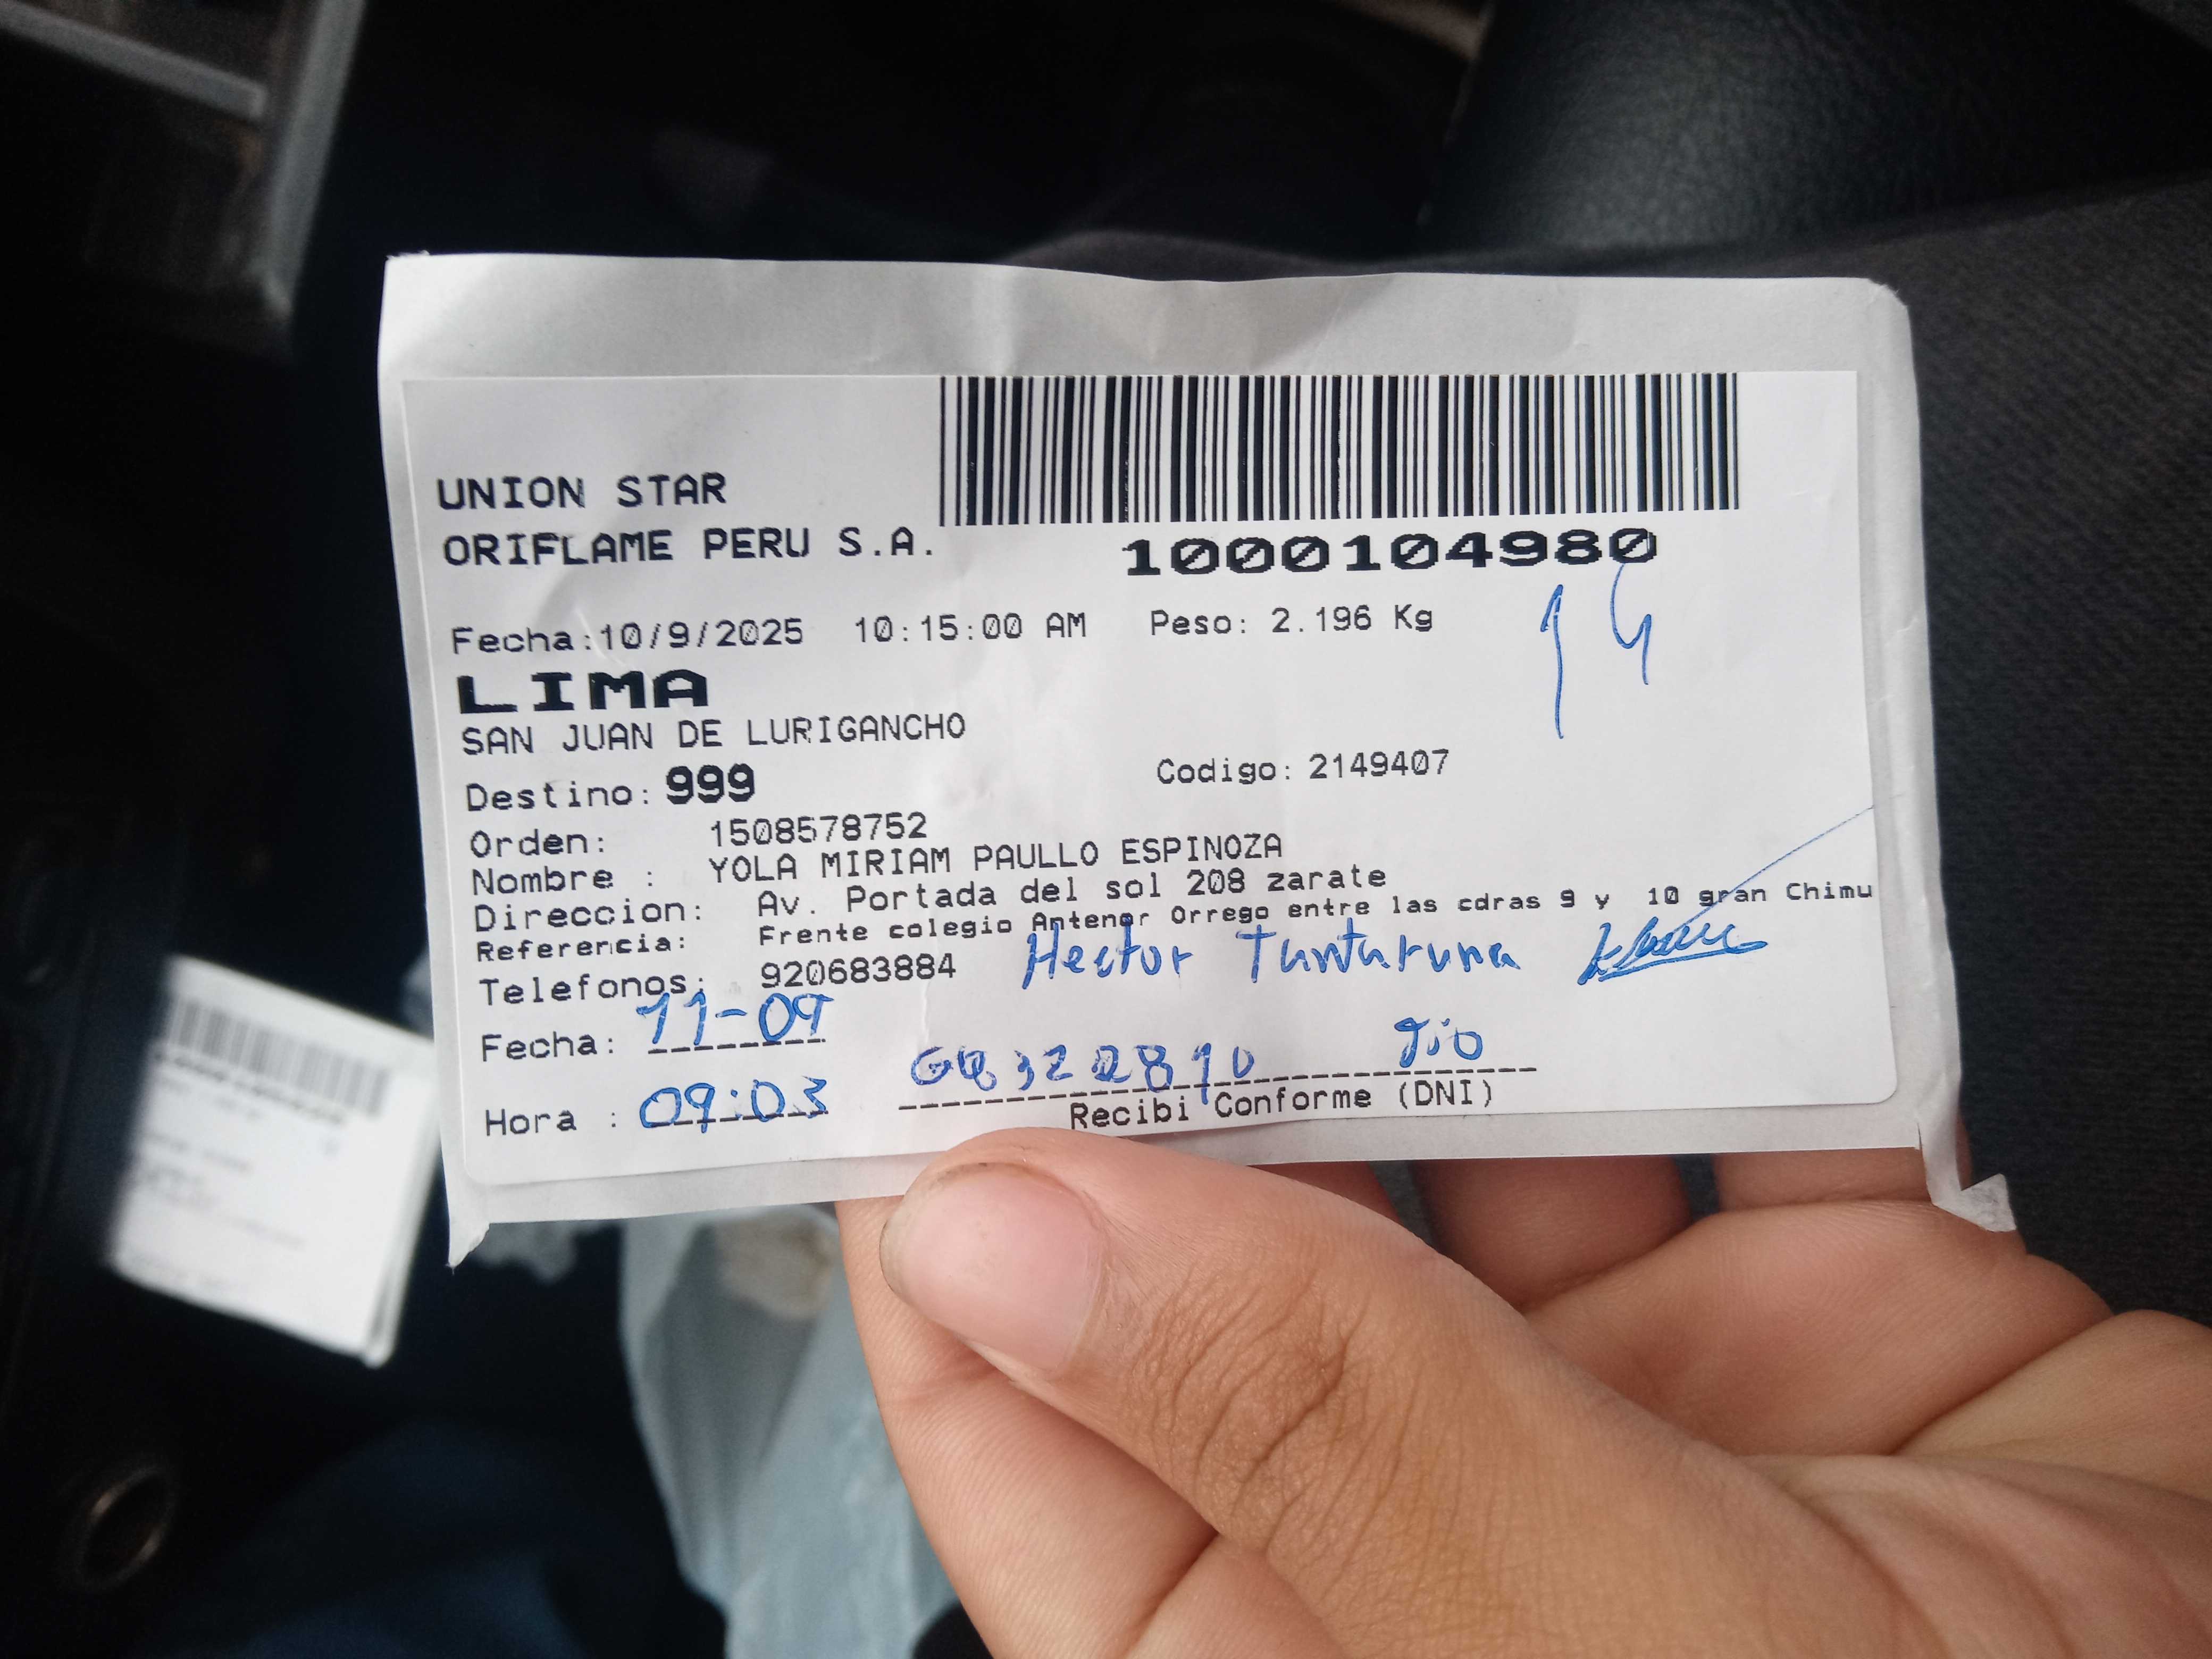 UNION STAR
ORIFLAME PERU S.A.
1000104980
Fecha:10/9/2025 10:15:00 AM Peso: 2.196 Kg
14
LIMA
SAN JUAN DE LURIGANCHO
Destino: 999 Codigo: 2149407
Orden: 1508578752
Nombre : YOLA MIRIAM PAULLO ESPINOZA
Direccion: Av. Portada del sol 208 zarate
Referencia: Frente colegio Antenor Orrego entre las cdras 9 y 10 gran Chimu
Telefonos: 920683884 Hector Tunturuna
Fecha: 11-09
Hora : 09:03 Tio
Recibi Conforme (DNI)